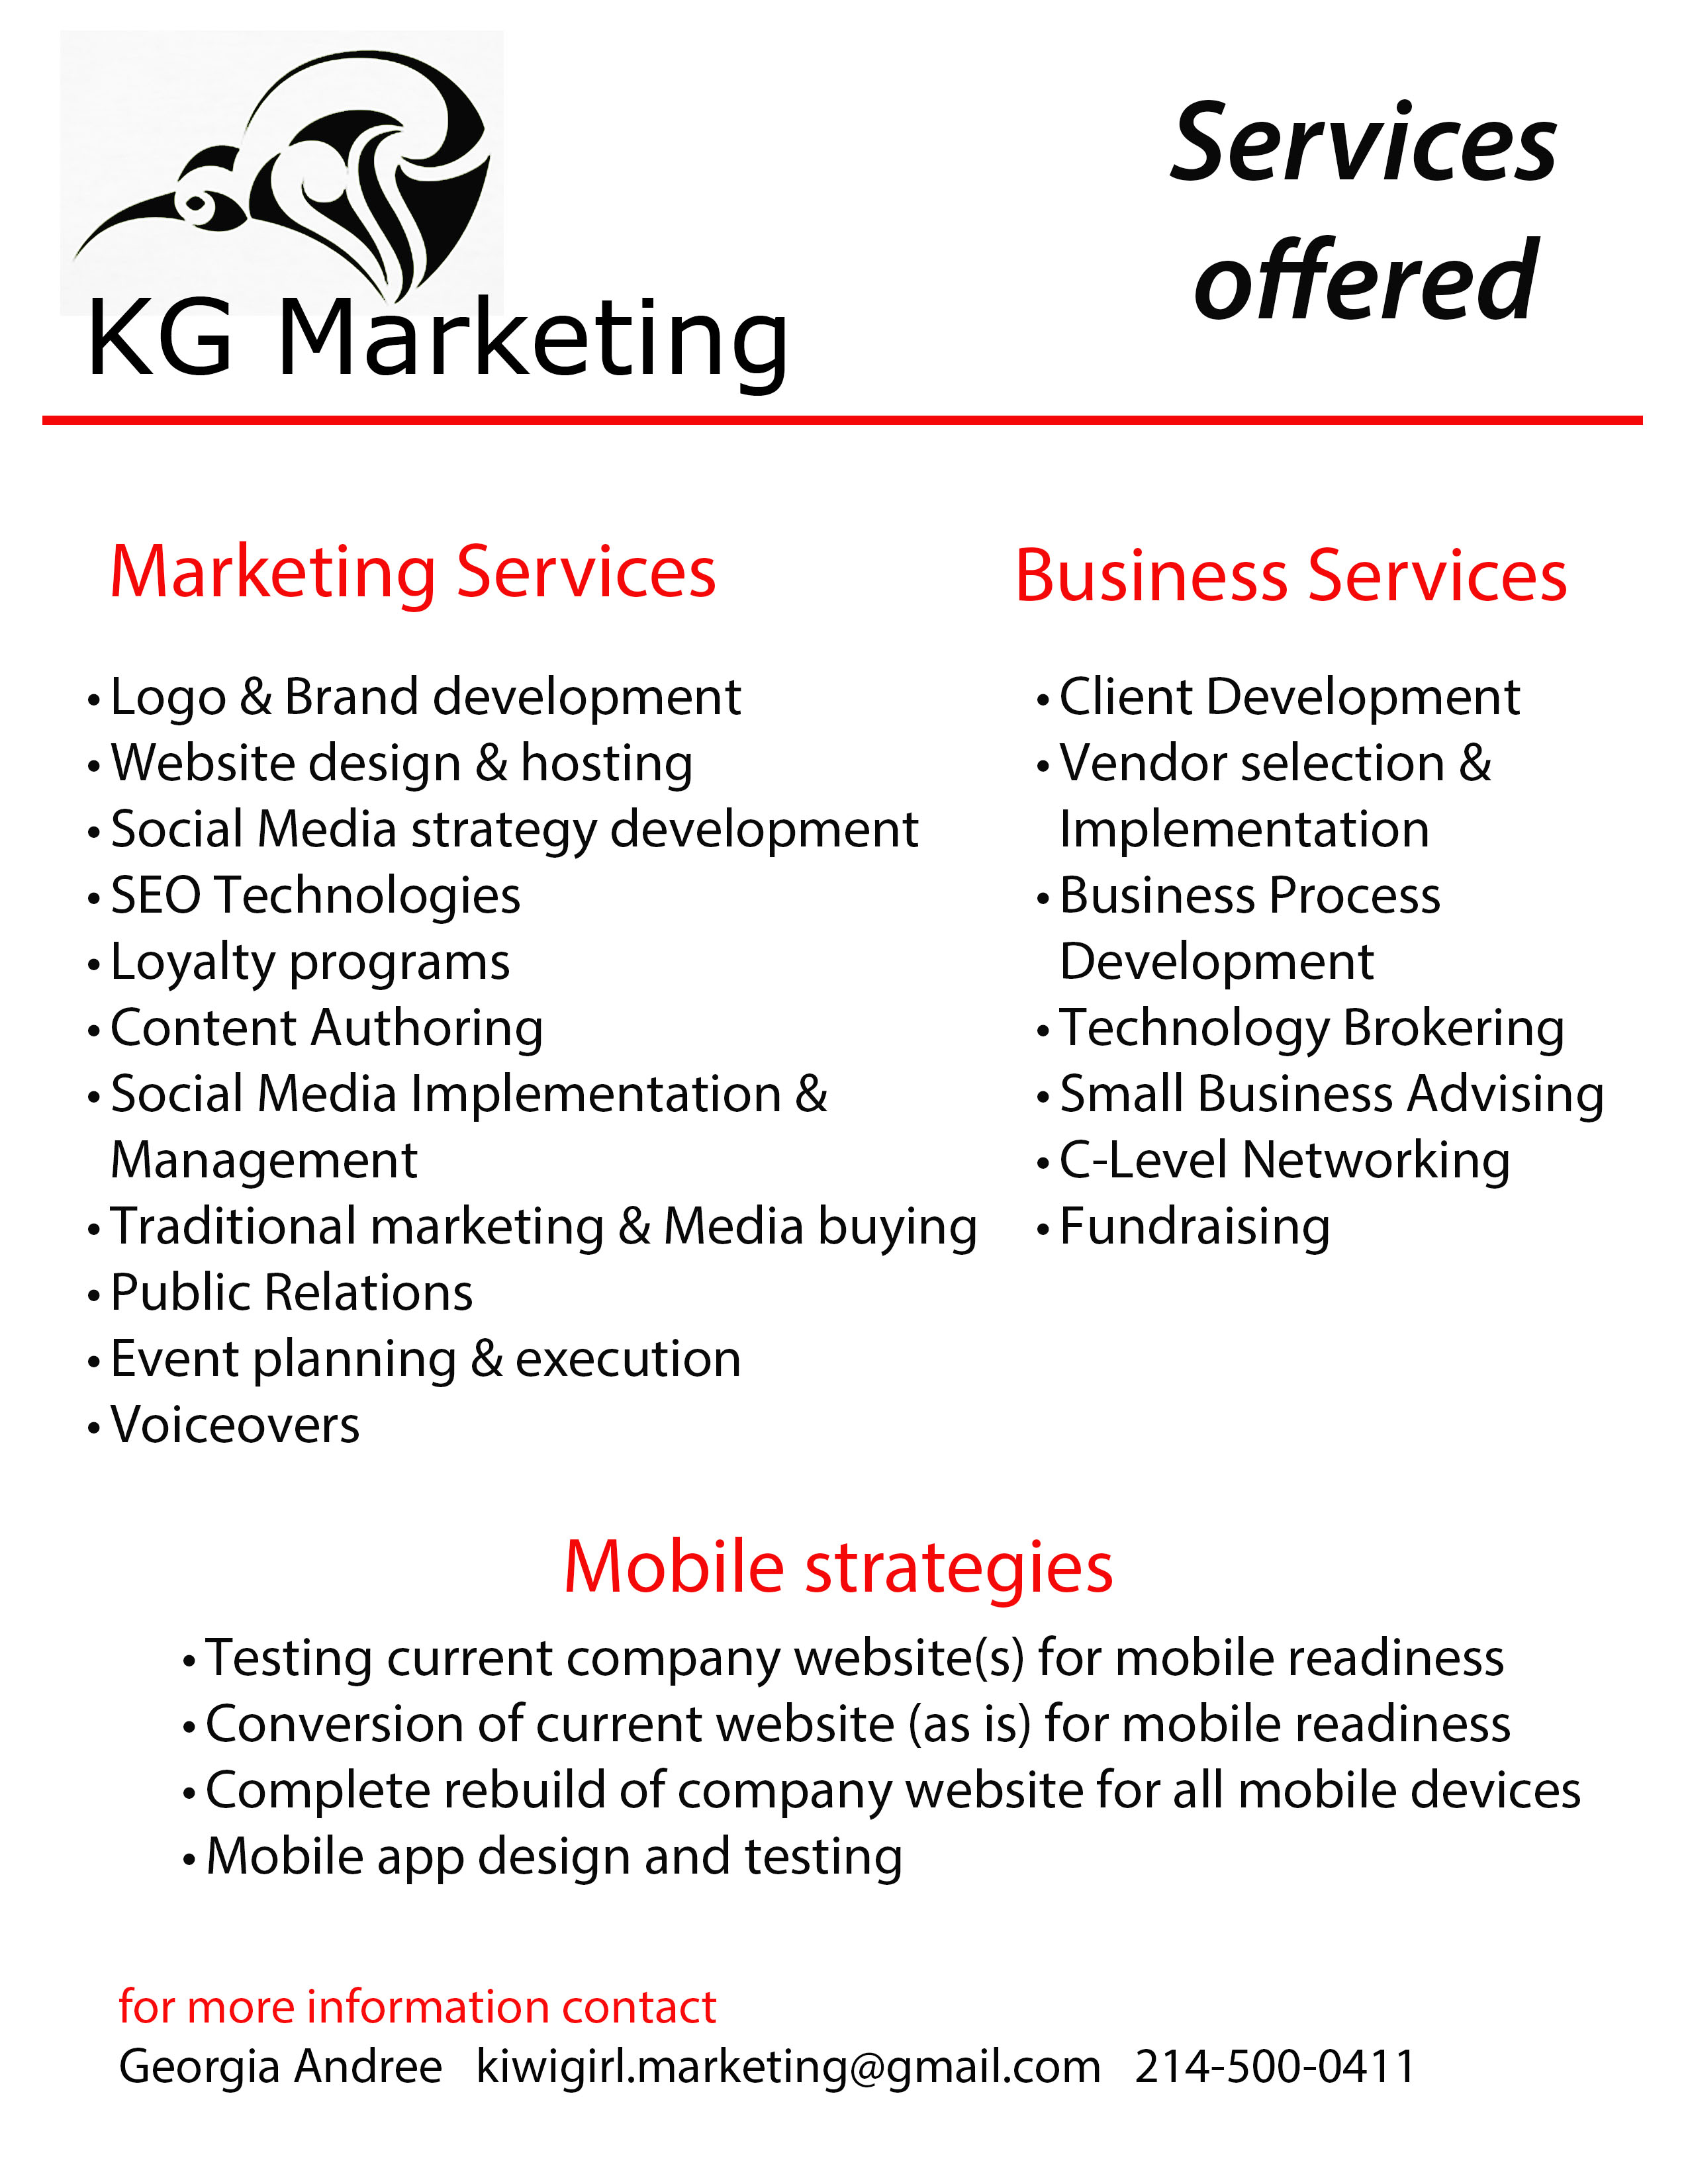 KG Marketing
Services
offered
Marketing Services
• Logo & Brand development
• Website design & hosting
• Social Media strategy development
• SEO Technologies
• Loyalty programs
• Content Authoring
• Social Media Implementation &
Management
• Traditional marketing & Media buying
• Public Relations
• Event planning & execution
• Voiceovers
Business Services
• Client Development
• Vendor selection &
Implementation
• Business Process
Development
• Technology Brokering
• Small Business Advising
• C-Level Networking
• Fundraising
Mobile strategies
• Testing current company website(s) for mobile readiness
• Conversion of current website (as is) for mobile readiness
• Complete rebuild of company website for all mobile devices
• Mobile app design and testing
for more information contact
Georgia Andree kiwigirl.marketing@gmail.com 214-500-0411